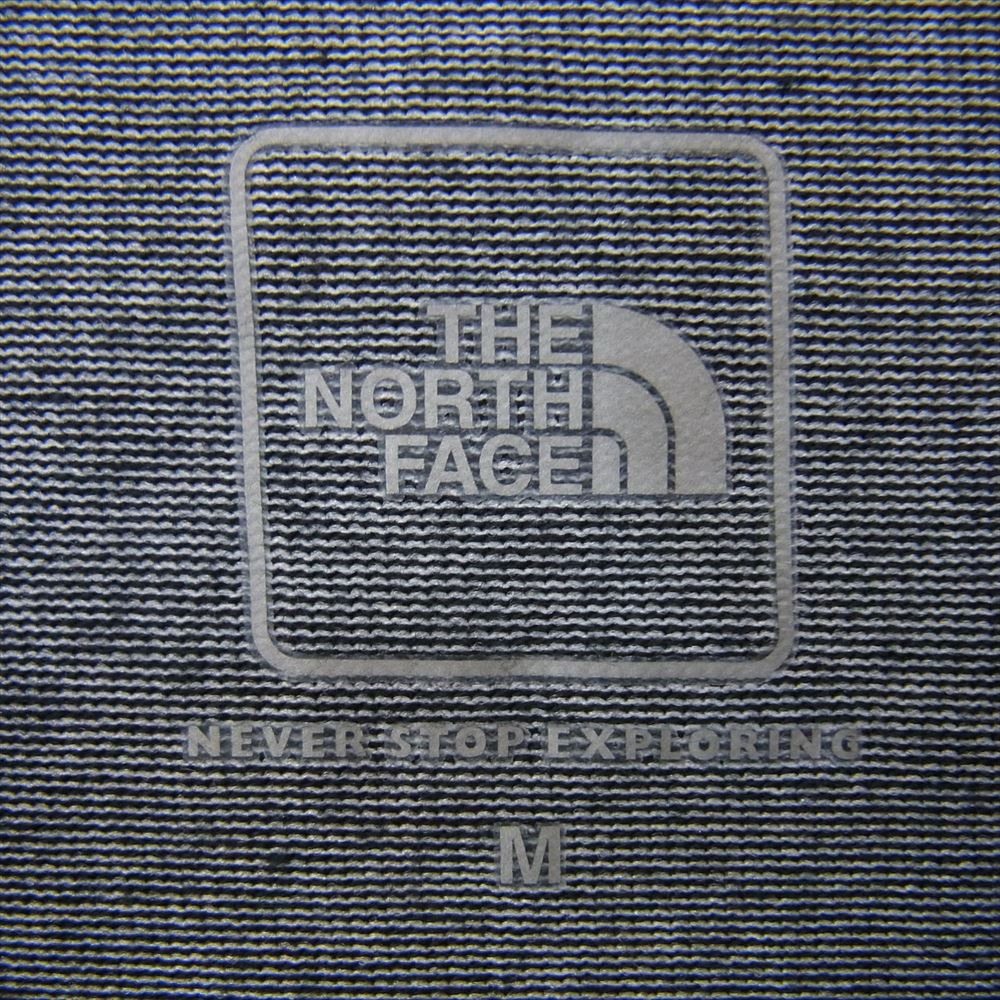 THE
NORTH
FACE
NEVER STOP EXPLORING
M